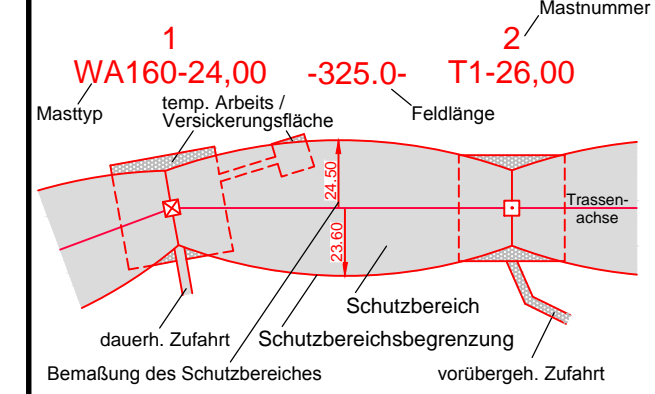 Mastnummer
1
2
WA160-24,00
-325.0-
T1-26,00
Masttyp
temp. Arbeits /
Versickerungsfläche
Feldlänge
24.50
23.60
Trassen-
achse
Schutzbereich
dauerh. Zufahrt
Schutzbereichsbegrenzung
Bemaßung des Schutzbereiches
vorübergeh. Zufahrt